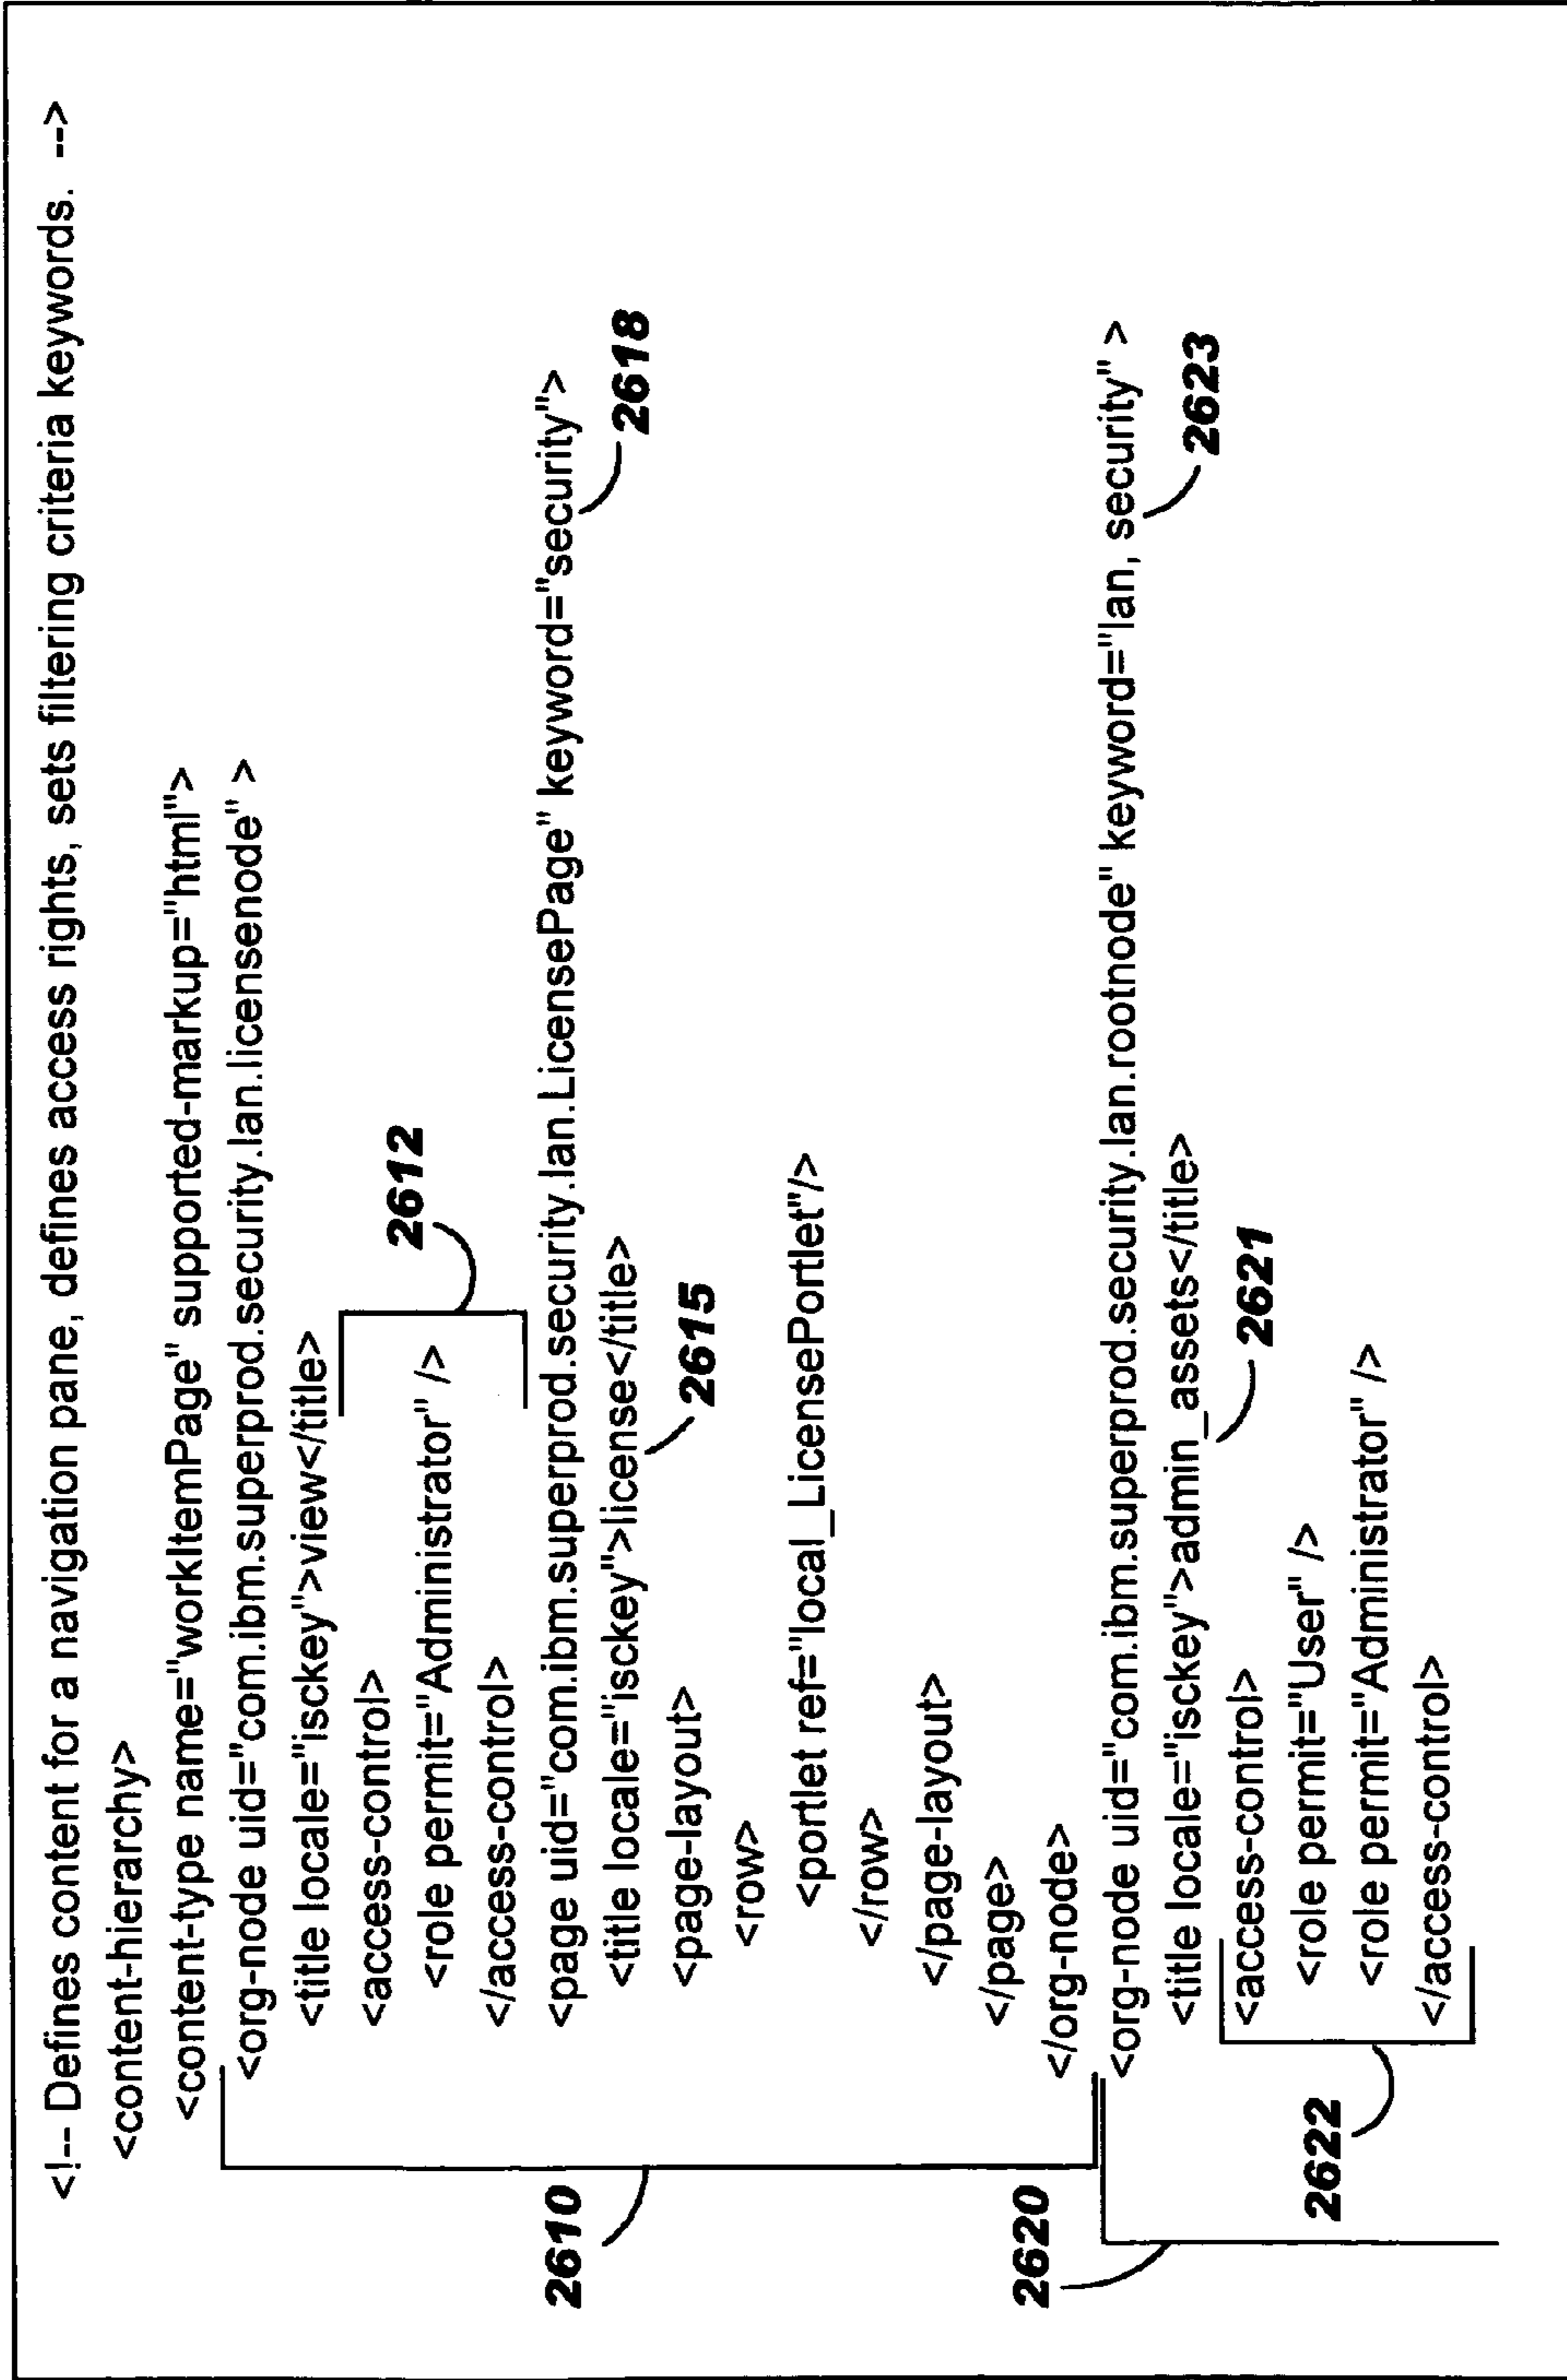 <!-- Defines content for a navigation pane, defines access rights, sets filtering criteria keywords. -->
<content-hierarchy>
<content-type name="workItemPage" supported-markup="html">
<org-node uid="com.ibm.superprod.security.lan.licensenode" >
<title locale="isckey">view</title>
<access-control>
<role permit="Administrator" />
2612
</access-control>
<page uid="com.ibm.superprod.security.lan.LicensePage" keyword="security">
2610
2618
<title locale="isckey">license</title>
2615
<page-layout>
<row>
<portlet ref="local_LicensePortlet"/>
</row>
</page-layout>
</page>
</org-node>
2620
<org-node uid="com.ibm.superprod.security.lan.rootnode" keyword="lan, security" >
2623
<title locale="isckey">admin_assets</title>
2621
<access-control>
<role permit="User" />
2622
<role permit="Administrator" />
</access-control>